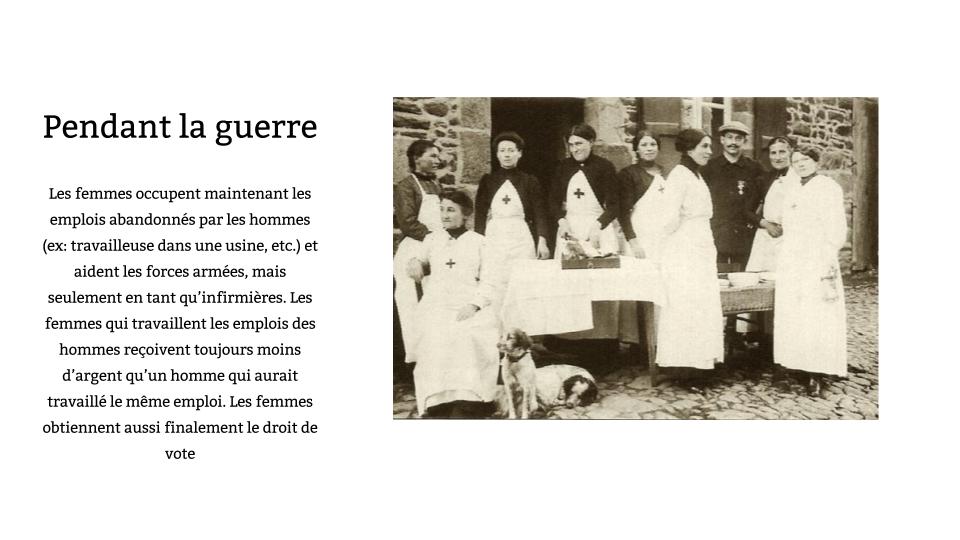 Pendant la guerre
Les femmes occupent maintenant les
emplois abandonnés par les hommes
(ex: travailleuse dans une usine, etc.) et
aident les forces armées, mais
seulement en tant qu’infirmières. Les
femmes qui travaillent les emplois des
hommes reçoivent toujours moins
d’argent qu’un homme qui aurait
travaillé le même emploi. Les femmes
obtiennent aussi finalement le droit de
vote